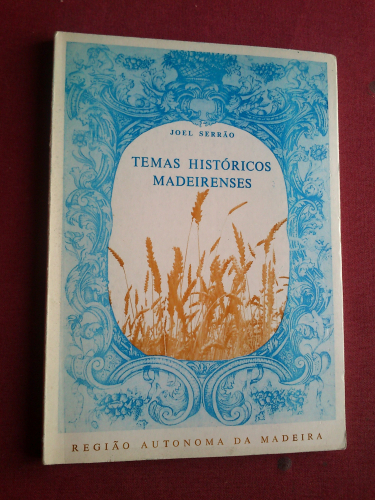 JOEL SERRÃO
TEMAS HISTÓRICOS
MADEIRENSES
REGIÃO AUTONOMA DA MADEIRA